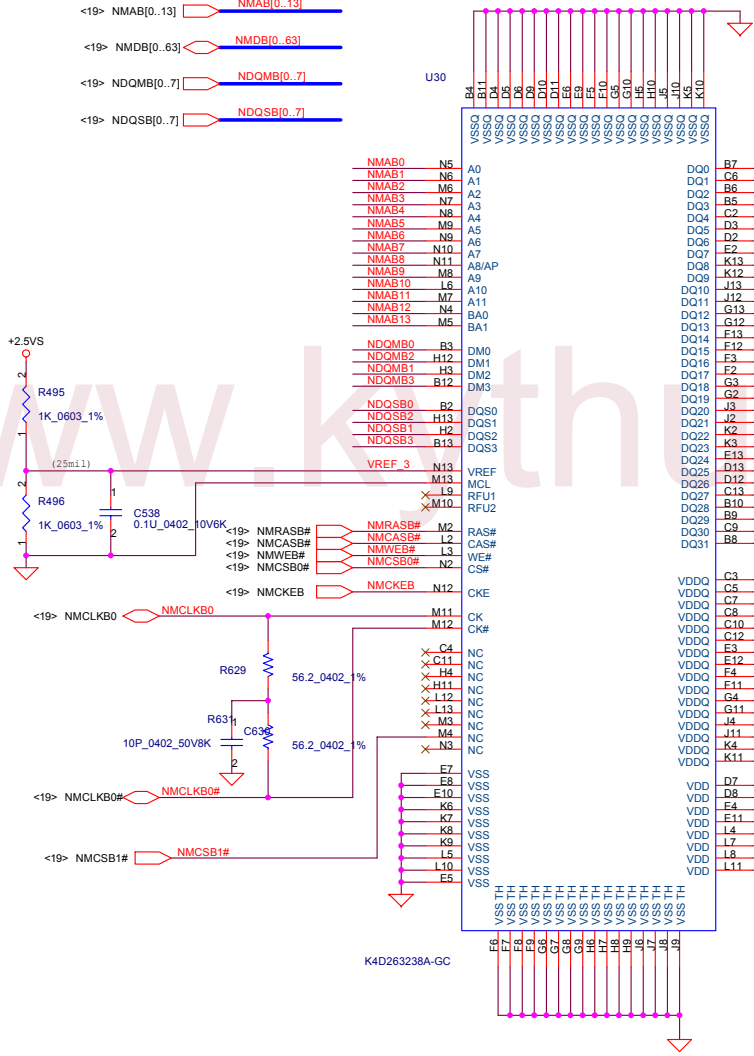 <19> NMAB[0..13] NMAB[0..13]
<19> NMDB[0..63] NMDB[0..63]
<19> NDQMB[0..7] NDQMB[0..7]
<19> NDQSB[0..7] NDQSB[0..7]
U30
B4 B11 D4 D5 D6 D9 D10 D11 E6 E9 F5 F10 G5 G10 H5 H10 J5 J10 K5 K10
VSSQ VSSQ VSSQ VSSQ VSSQ VSSQ VSSQ VSSQ VSSQ VSSQ VSSQ VSSQ VSSQ VSSQ VSSQ VSSQ VSSQ VSSQ VSSQ VSSQ
NMAB0 N5 A0
NMAB1 N6 A1
NMAB2 M6 A2
NMAB3 N7 A3
NMAB4 N8 A4
NMAB5 M9 A5
NMAB6 N9 A6
NMAB7 N10 A7
NMAB8 N11 A8/AP
NMAB9 M8 A9
NMAB10 L6 A10
NMAB11 M7 A11
NMAB12 N4 BA0
NMAB13 M5 BA1
NDQMB0 B3 DM0
NDQMB2 H12 DM1
NDQMB1 H3 DM2
NDQMB3 B12 DM3
NDQSB0 B2 DQS0
NDQSB2 H13 DQS1
NDQSB1 H2 DQS2
NDQSB3 B13 DQS3
VREF_3 N13 VREF
M13 MCL
L9 RFU1
M10 RFU2
<19> NMRASB# NMRASB# M2 RAS#
<19> NMCASB# NMCASB# L2 CAS#
<19> NMWEB# NMWEB# L3 WE#
<19> NMCSB0# NMCSB0# N2 CS#
<19> NMCKEB NMCKEB N12 CKE
<19> NMCLKB0 NMCLKB0 M11 CK
M12 CK#
C4 NC
C11 NC
H4 NC
H11 NC
L12 NC
L13 NC
M3 NC
M4 NC
N3 NC
E7 VSS
E8 VSS
E10 VSS
K6 VSS
K7 VSS
K8 VSS
K9 VSS
L5 VSS
L10 VSS
E5 VSS
DQ0 B7
DQ1 C6
DQ2 B6
DQ3 B5
DQ4 C2
DQ5 D3
DQ6 D2
DQ7 E2
DQ8 K13
DQ9 K12
DQ10 J13
DQ11 J12
DQ12 G13
DQ13 G12
DQ14 F13
DQ15 F12
DQ16 F3
DQ17 F2
DQ18 G3
DQ19 G2
DQ20 J3
DQ21 J2
DQ22 K2
DQ23 K3
DQ24 E13
DQ25 D13
DQ26 D12
DQ27 C13
DQ28 B10
DQ29 B9
DQ30 C9
DQ31 B8
VDDQ C3
VDDQ C5
VDDQ C7
VDDQ C8
VDDQ C10
VDDQ C12
VDDQ E3
VDDQ E12
VDDQ F4
VDDQ F11
VDDQ G4
VDDQ G11
VDDQ J4
VDDQ J11
VDDQ K4
VDDQ K11
VDD D7
VDD D8
VDD E4
VDD E11
VDD L4
VDD L7
VDD L8
VDD L11
+2.5VS
2
R495
1K_0603_1%
1
(25mil)
2
R496
1K_0603_1%
1
1
C538
0.1U_0402_10V6K
2
R629
56.2_0402_1%
R631
1
C630
10P_0402_50V8K
56.2_0402_1%
2
<19> NMCLKB0# NMCLKB0#
<19> NMCSB1# NMCSB1#
VSS TH VSS TH VSS TH VSS TH VSS TH VSS TH VSS TH VSS TH VSS TH VSS TH VSS TH VSS TH VSS TH VSS TH VSS TH VSS TH
F6 F7 F8 F9 G6 G7 G8 G9 H6 H7 H8 H9 J6 J7 J8 J9
K4D263238A-GC
ww.kythu